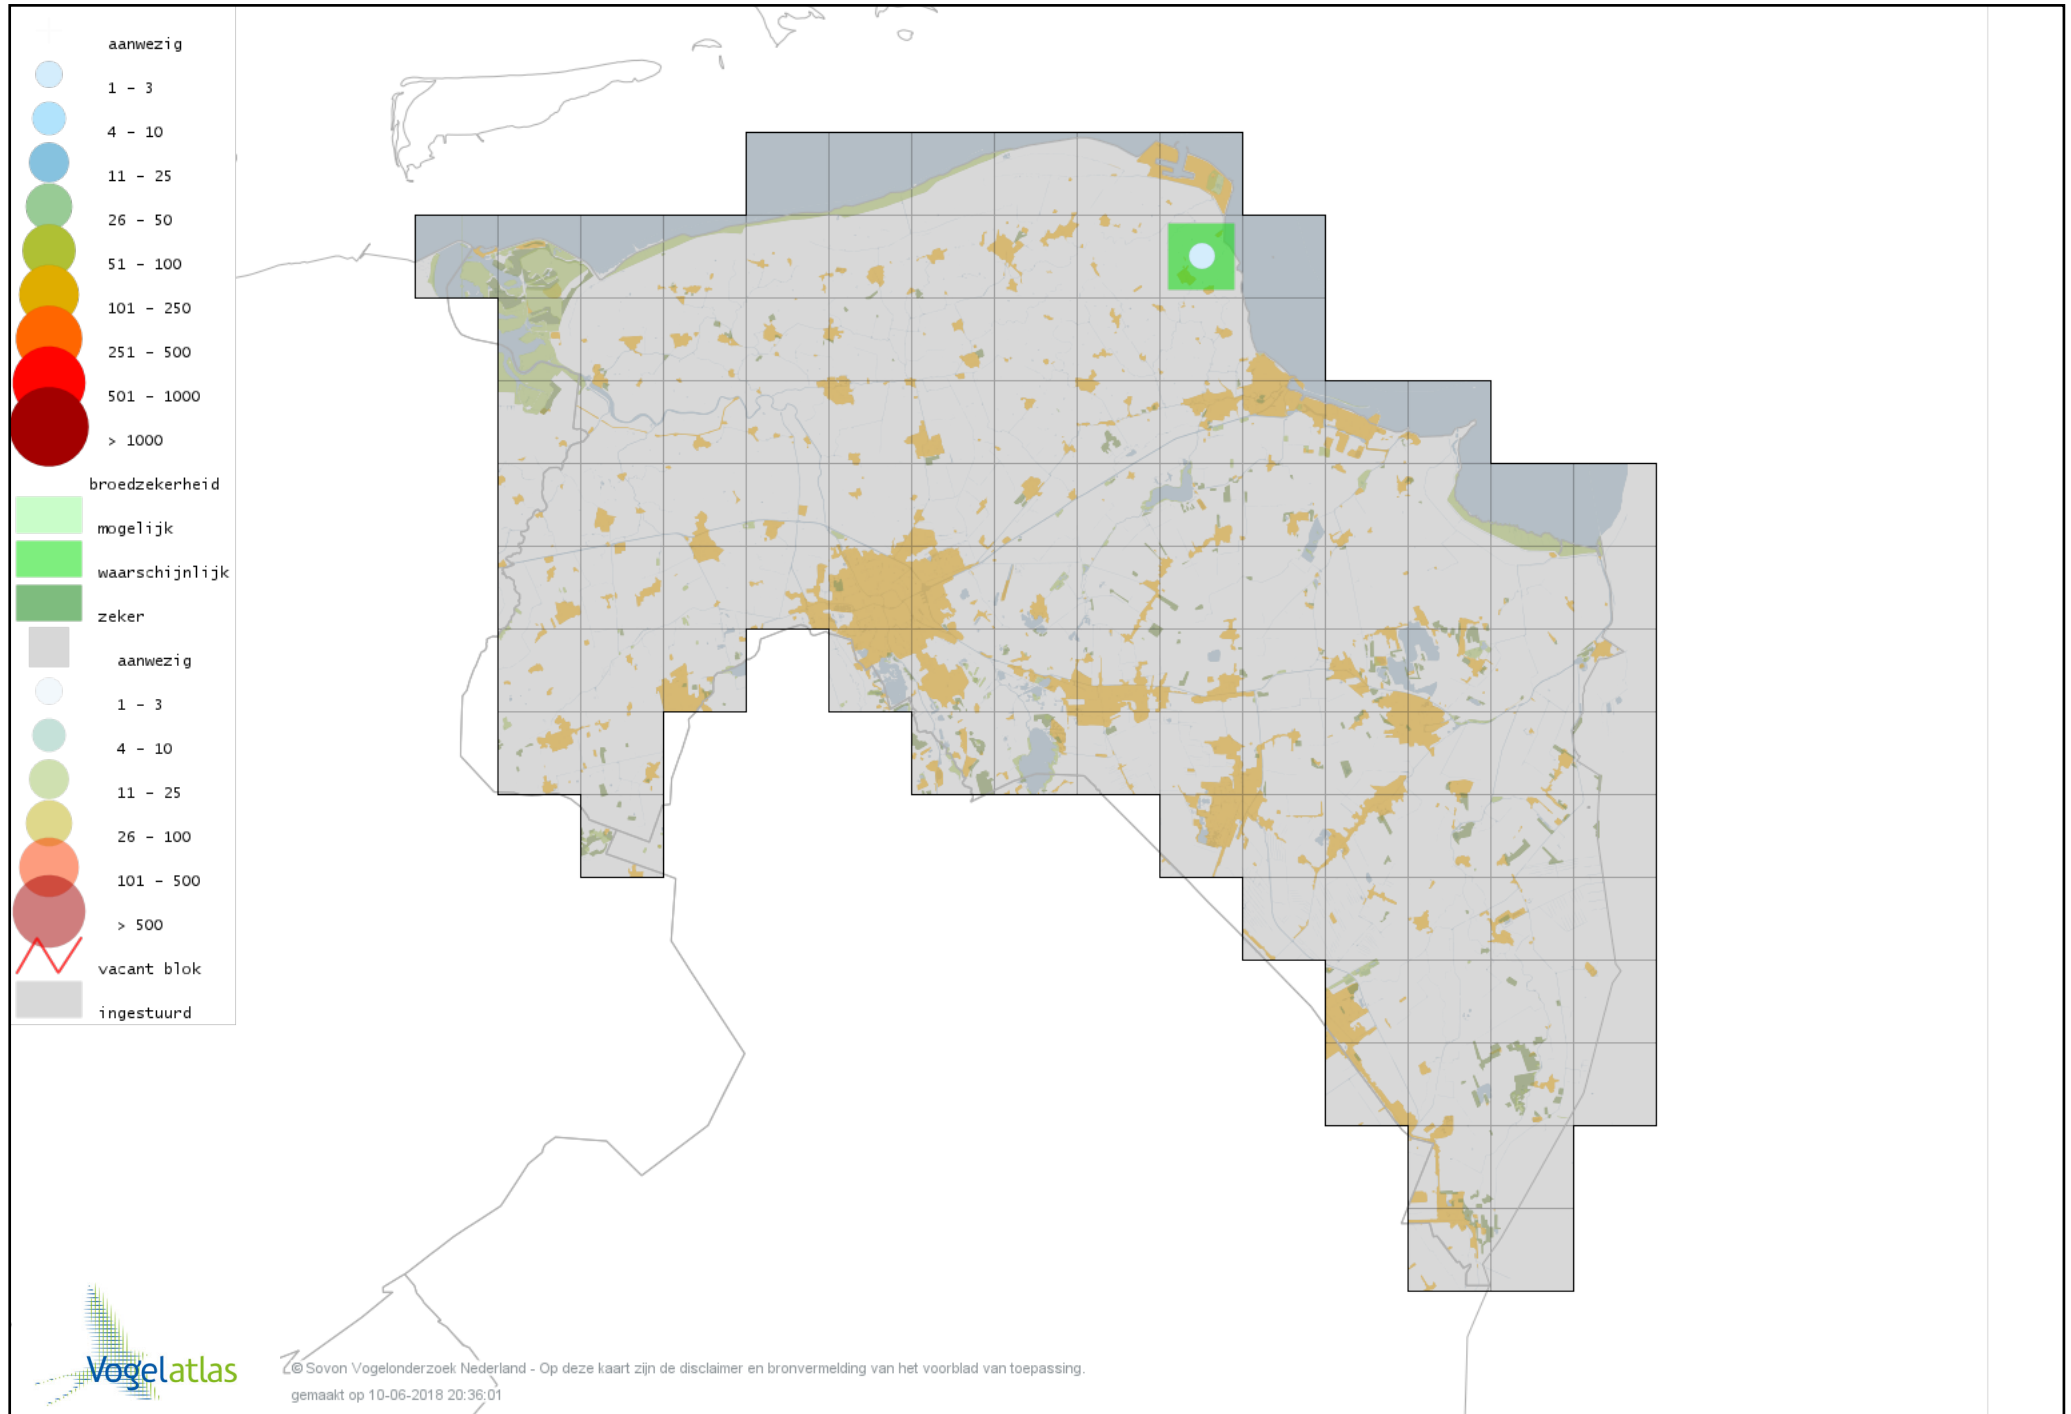 aanwezig
1 - 3
4 - 10
11 - 25
26 - 50
51 - 100
101 - 250
251 - 500
501 - 1000
> 1000
broedzekerheid
mogelijk
waarschijnlijk
zeker
aanwezig
1 - 3
4 - 10
11 - 25
26 - 100
101 - 500
> 500
vacant blok
ingestuurd
Vogelatlas
© Sovon Vogelonderzoek Nederland - Op deze kaart zijn de disclaimer en bronvermelding van het voorblad van toepassing.
gemaakt op 10-06-2018 20:36:01